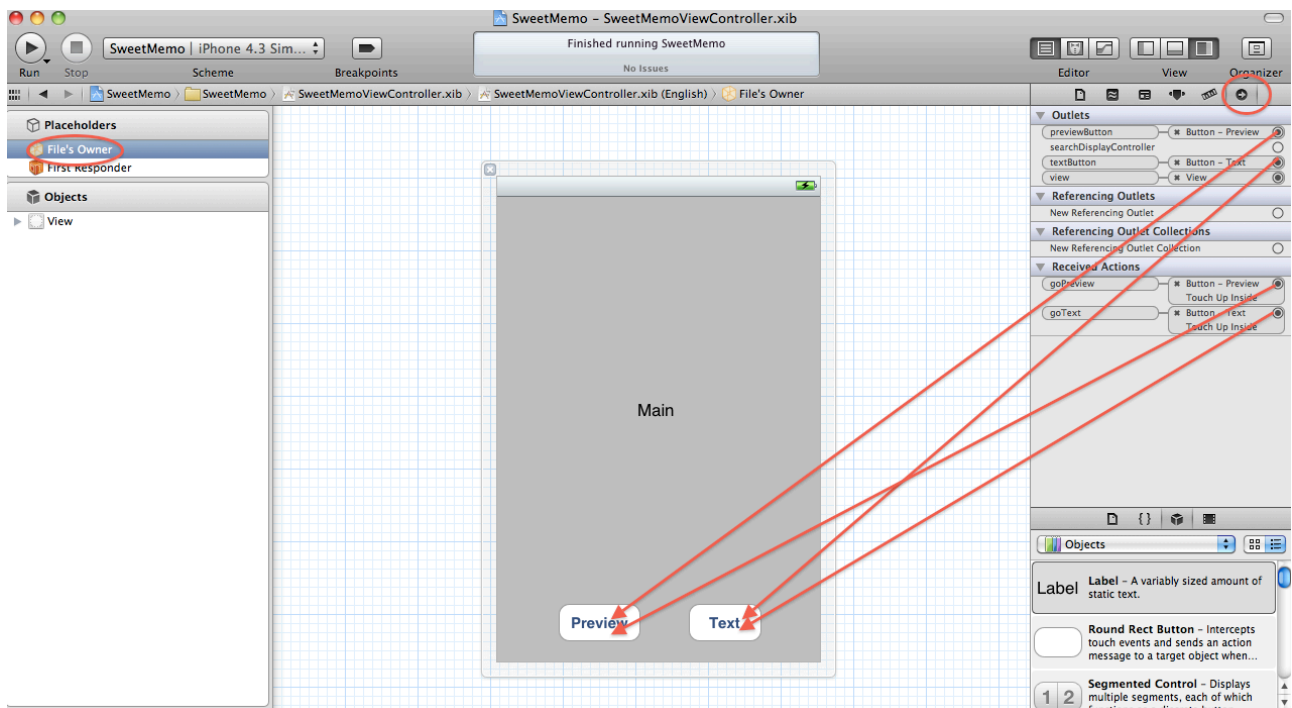 SweetMemo – SweetMemoViewController.xib
SweetMemo | iPhone 4.3 Sim...
Finished running SweetMemo
No Issues
Run Stop Scheme Breakpoints Editor View Organizer
SweetMemo SweetMemo SweetMemoViewController.xib SweetMemoViewController.xib (English) File's Owner
Placeholders
File's Owner
First Responder
Objects
View
Main
Preview Text
Outlets
previewButton Button – Preview
searchDisplayController
textButton Button – Text
view View
Referencing Outlets
New Referencing Outlet
Referencing Outlet Collections
New Referencing Outlet Collection
Received Actions
goPreview Button – Preview
Touch Up Inside
goText Button – Text
Touch Up Inside
{ }
Objects
Label Label – A variably sized amount of
static text.
Round Rect Button – Intercepts
touch events and sends an action
message to a target object when...
Segmented Control – Displays
1 2 multiple segments, each of which